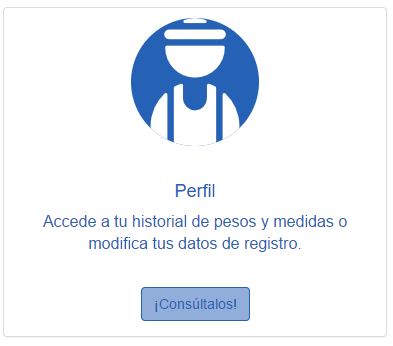 Perfil
Accede a tu historial de pesos y medidas o
modifica tus datos de registro.
¡Consúltalos!